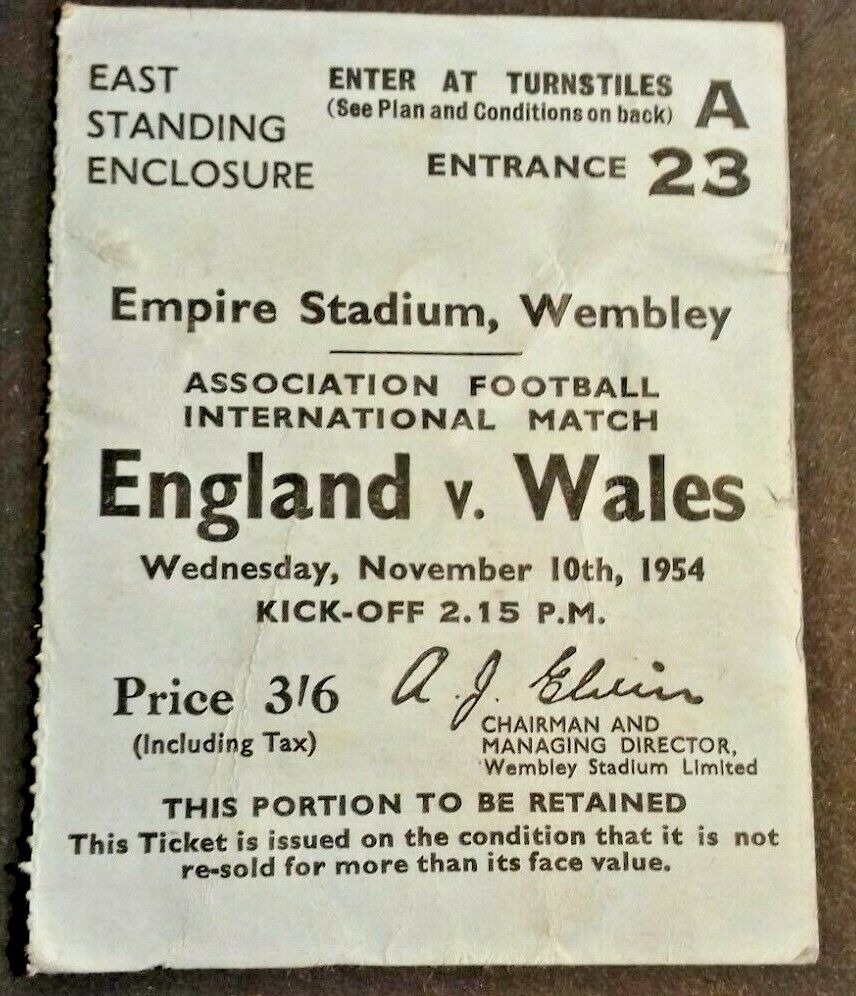 EAST
STANDING
ENCLOSURE
ENTER AT TURNSTILES A
(See Plan and Conditions on back)
ENTRANCE 23
Empire Stadium, Wembley
ASSOCIATION FOOTBALL
INTERNATIONAL MATCH
England v. Wales
Wednesday, November 10th, 1954
KICK-OFF 2.15 P.M.
Price 3/6
(Including Tax)
A. J. Elvin
CHAIRMAN AND
MANAGING DIRECTOR,
Wembley Stadium Limited
THIS PORTION TO BE RETAINED
This Ticket is issued on the condition that it is not
re-sold for more than its face value.